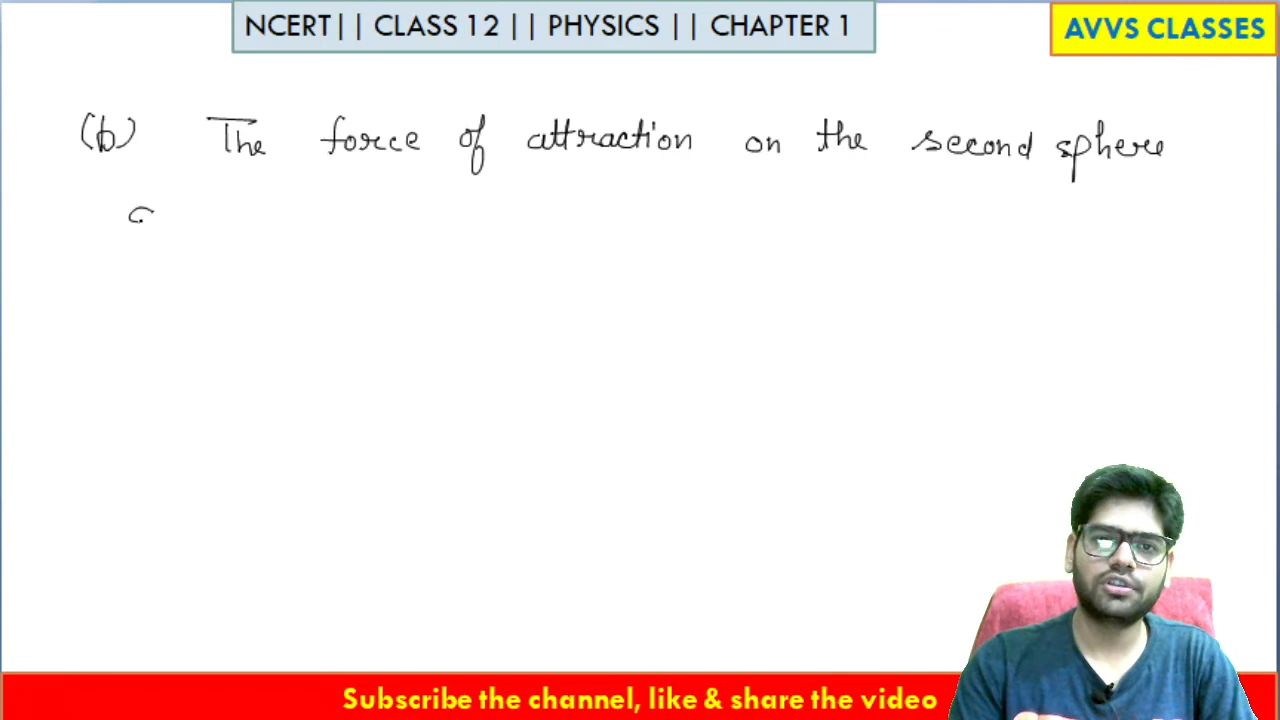 NCERT|| CLASS 12 || PHYSICS || CHAPTER 1
AVVS CLASSES
(b) The force of attraction on the second sphere
Subscribe the channel, like & share the video